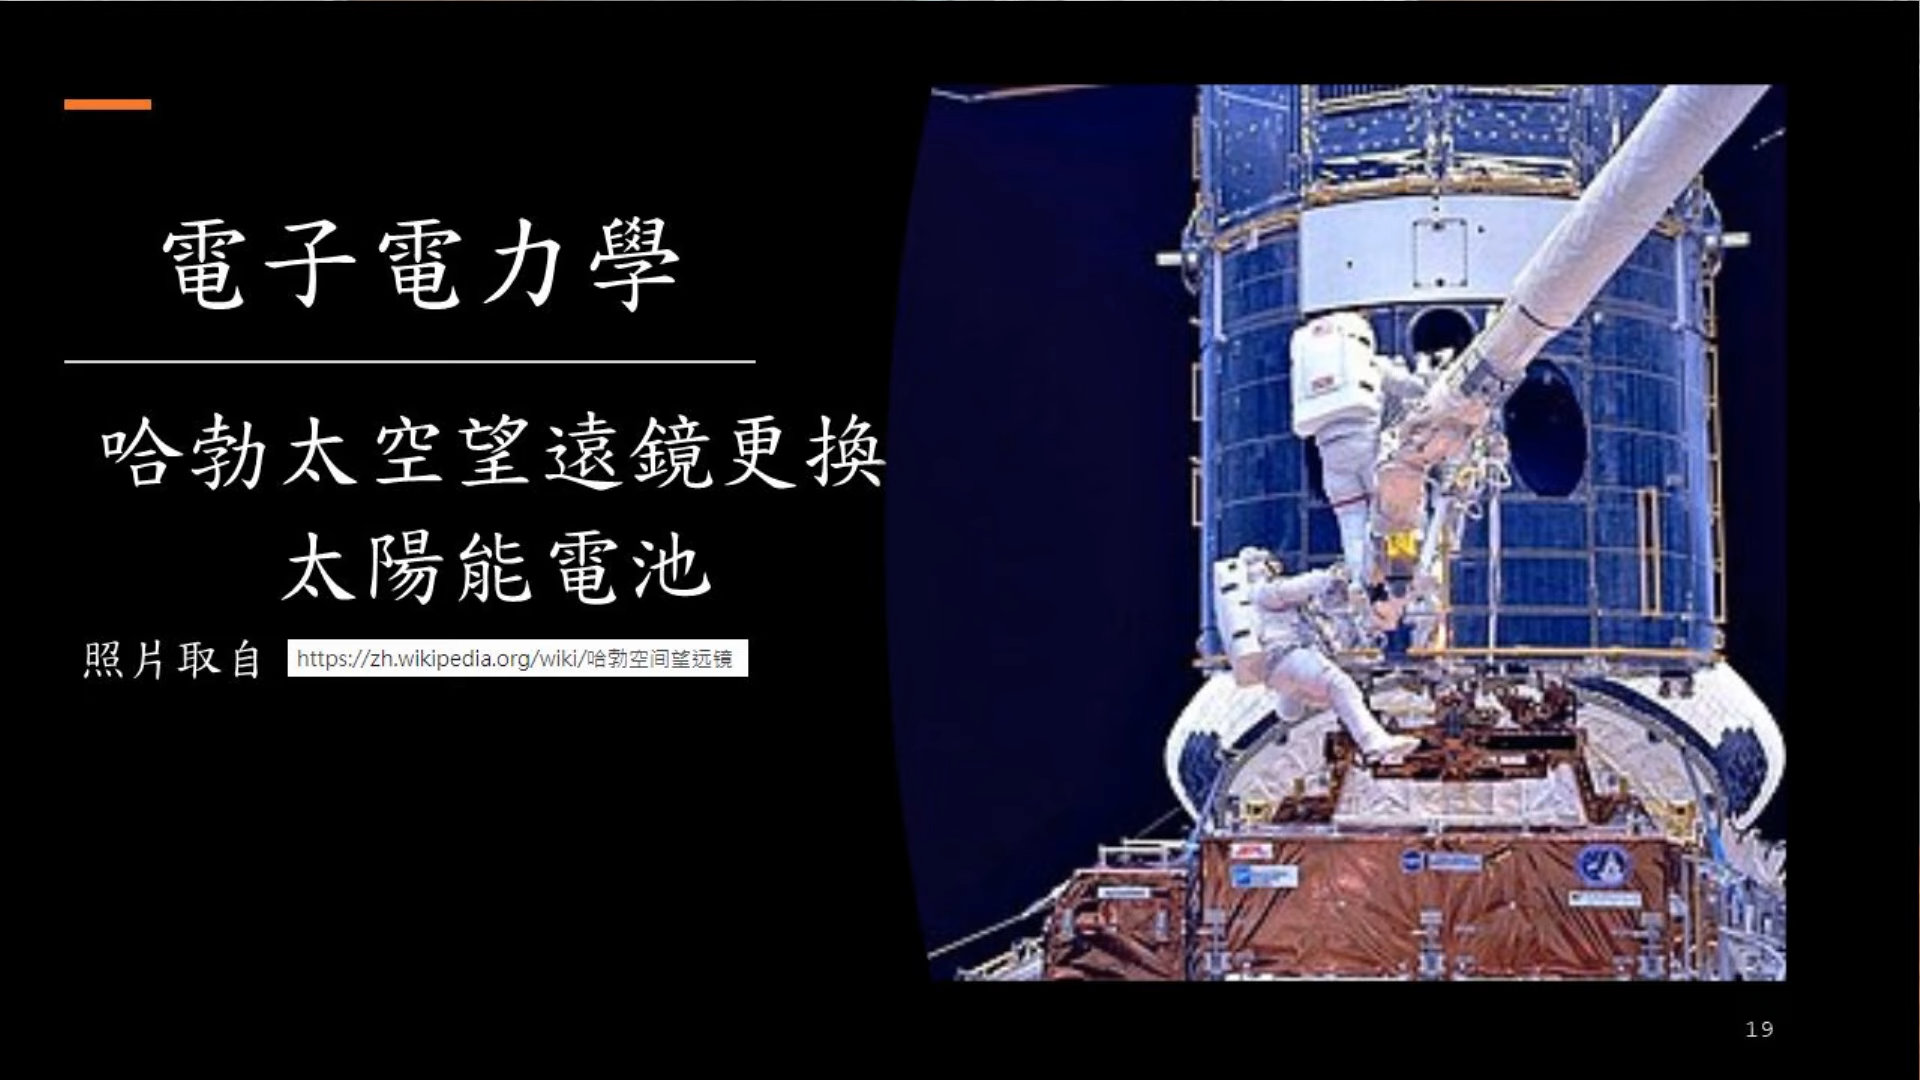 電子電力學
哈勃太空望遠鏡更換
太陽能電池
照片取自 https://zh.wikipedia.org/wiki/哈勃空间望远镜
19